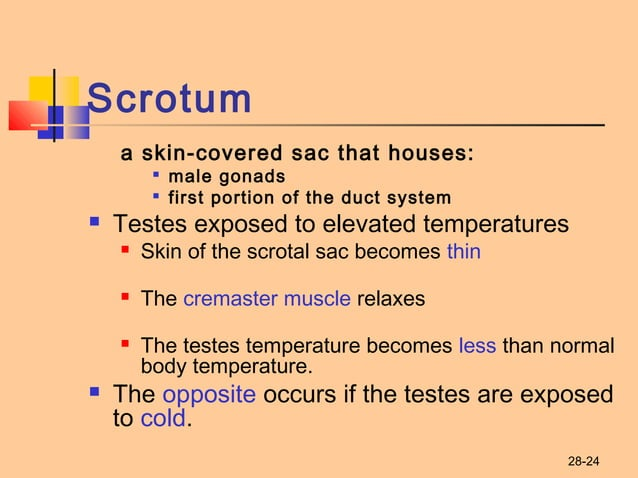 Scrotum
a skin-covered sac that houses:
male gonads
first portion of the duct system
Testes exposed to elevated temperatures
Skin of the scrotal sac becomes thin
The cremaster muscle relaxes
The testes temperature becomes less than normal
body temperature.
The opposite occurs if the testes are exposed
to cold.
28-24